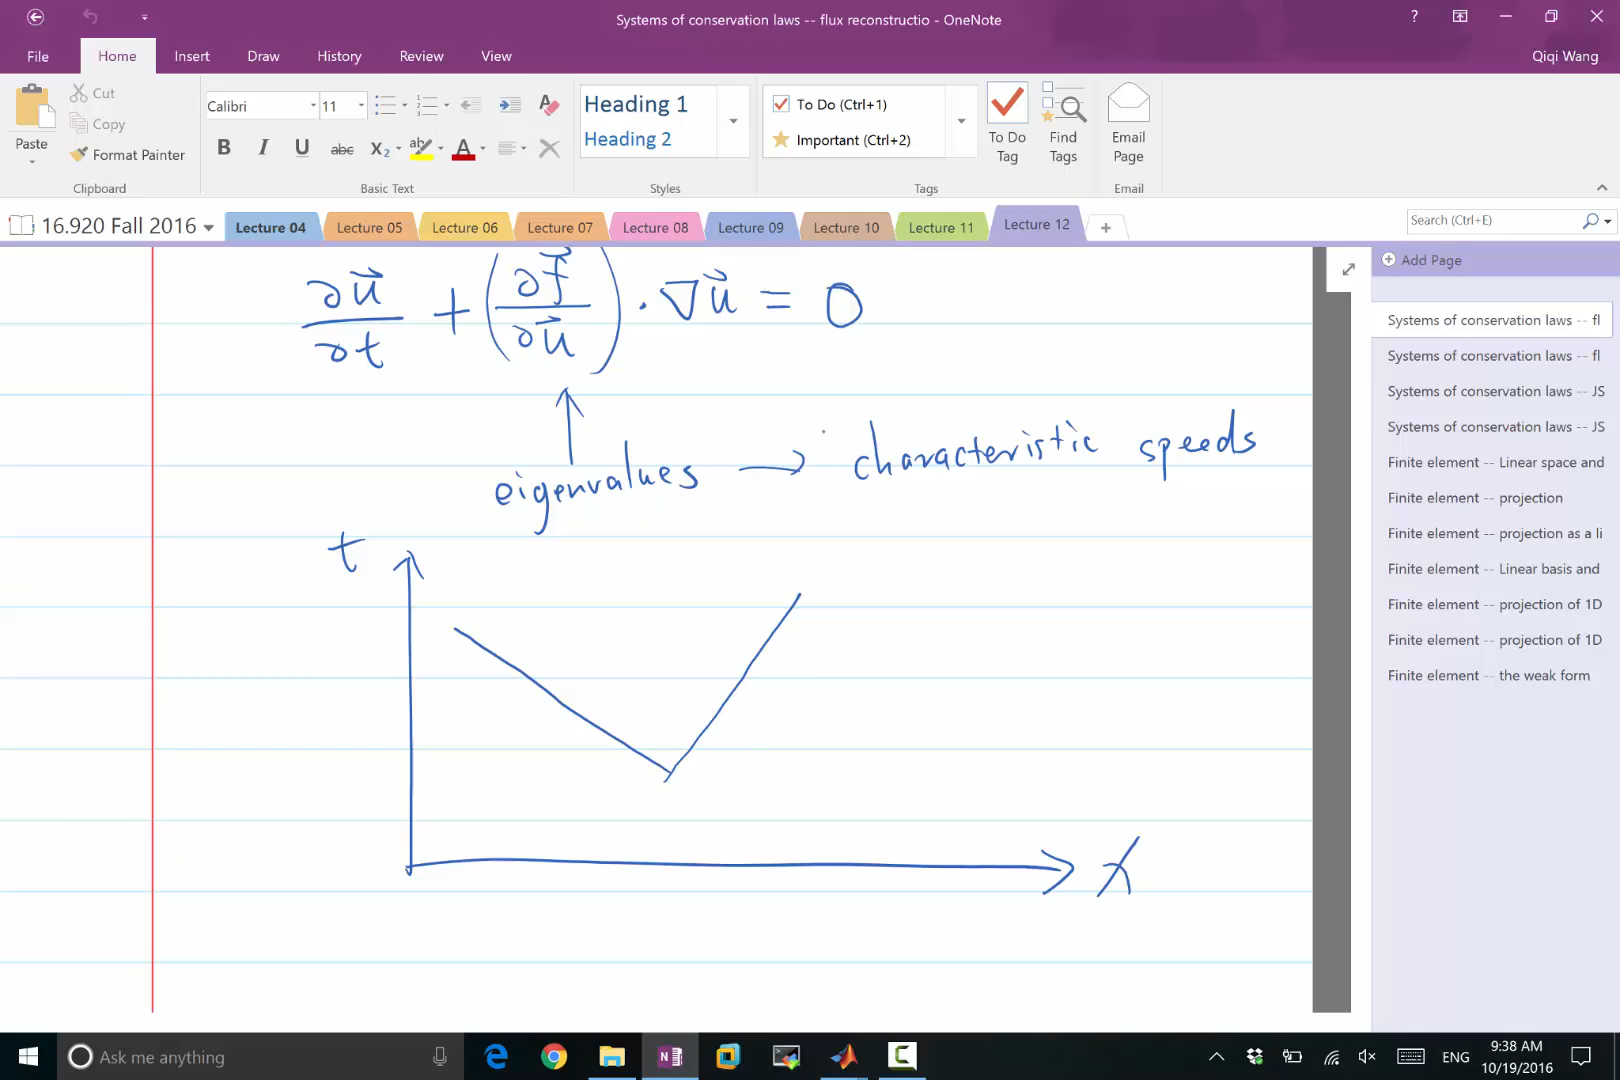 Systems of conservation laws -- flux reconstructio - OneNote
?
File Home Insert Draw History Review View
Qiqi Wang
Paste
Cut
Copy
Format Painter
Clipboard
Calibri 11
B I U abc X₂ ab A
Basic Text
Heading 1
Heading 2
Styles
To Do (Ctrl+1)
Important (Ctrl+2)
To Do Tag
Find Tags
Tags
Email Page
Email
16.920 Fall 2016
Lecture 04 Lecture 05 Lecture 06 Lecture 07 Lecture 08 Lecture 09 Lecture 10 Lecture 11 Lecture 12 +
Search (Ctrl+E)
Add Page
Systems of conservation laws -- fl
Systems of conservation laws -- fl
Systems of conservation laws -- JS
Systems of conservation laws -- JS
Finite element -- Linear space and
Finite element -- projection
Finite element -- projection as a li
Finite element -- Linear basis and
Finite element -- projection of 1D
Finite element -- projection of 1D
Finite element -- the weak form
∂u⃗/∂t + (∂f⃗/∂u⃗) · ∇u⃗ = 0
eigenvalues → characteristic speeds
t
x
Ask me anything
ENG
9:38 AM
10/19/2016